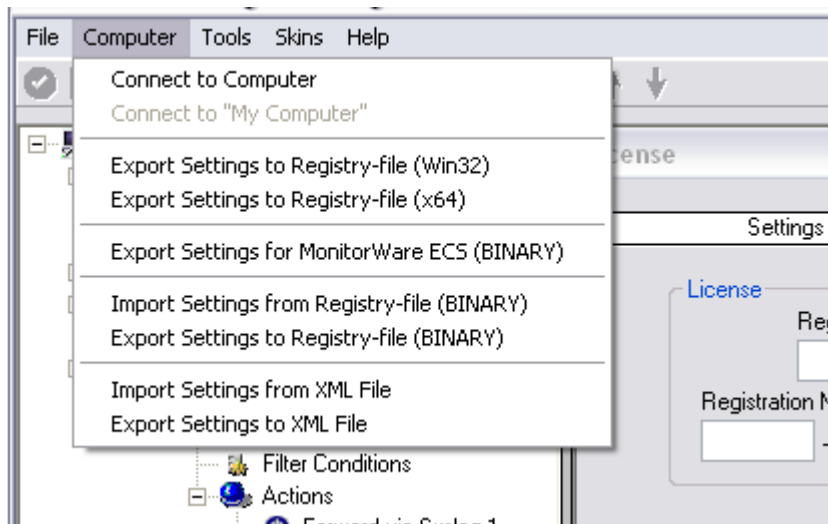 File Computer Tools Skins Help
Connect to Computer
Connect to "My Computer"
Export Settings to Registry-file (Win32)
Export Settings to Registry-file (x64)
Export Settings for MonitorWare ECS (BINARY)
Import Settings from Registry-file (BINARY)
Export Settings to Registry-file (BINARY)
Import Settings from XML File
Export Settings to XML File
Settings
License
Registration
Filter Conditions
Actions